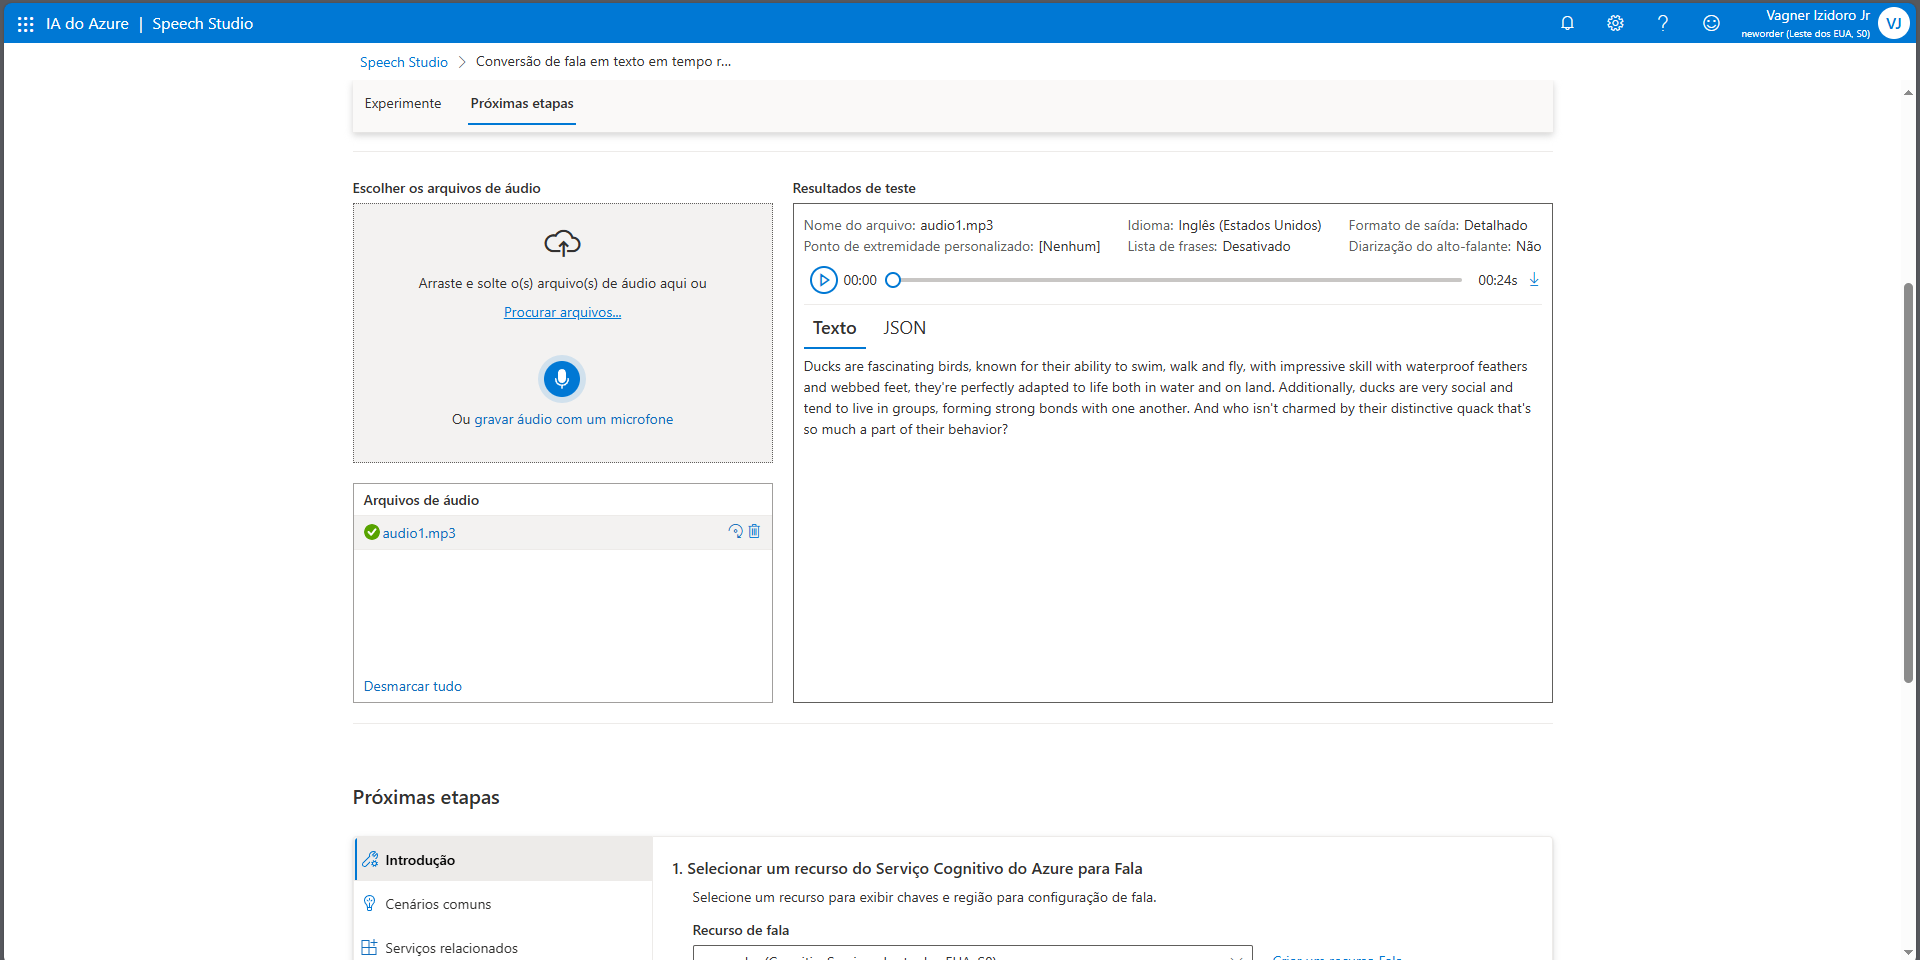 IA do Azure | Speech Studio
Vagner Izidoro Jr
neworder (Leste dos EUA, S0)
VJ
Speech Studio > Conversão de fala em texto em tempo r...
Experimente Próximas etapas
Escolher os arquivos de áudio
Arraste e solte o(s) arquivo(s) de áudio aqui ou
Procurar arquivos...
Ou gravar áudio com um microfone
Arquivos de áudio
audio1.mp3
Desmarcar tudo
Resultados de teste
Nome do arquivo: audio1.mp3 Idioma: Inglês (Estados Unidos) Formato de saída: Detalhado
Ponto de extremidade personalizado: [Nenhum] Lista de frases: Desativado Diarização do alto-falante: Não
00:00 00:24s
Texto JSON
Ducks are fascinating birds, known for their ability to swim, walk and fly, with impressive skill with waterproof feathers
and webbed feet, they're perfectly adapted to life both in water and on land. Additionally, ducks are very social and
tend to live in groups, forming strong bonds with one another. And who isn't charmed by their distinctive quack that's
so much a part of their behavior?
Próximas etapas
Introdução
Cenários comuns
Serviços relacionados
1. Selecionar um recurso do Serviço Cognitivo do Azure para Fala
Selecione um recurso para exibir chaves e região para configuração de fala.
Recurso de fala
Criar um recurso Fala